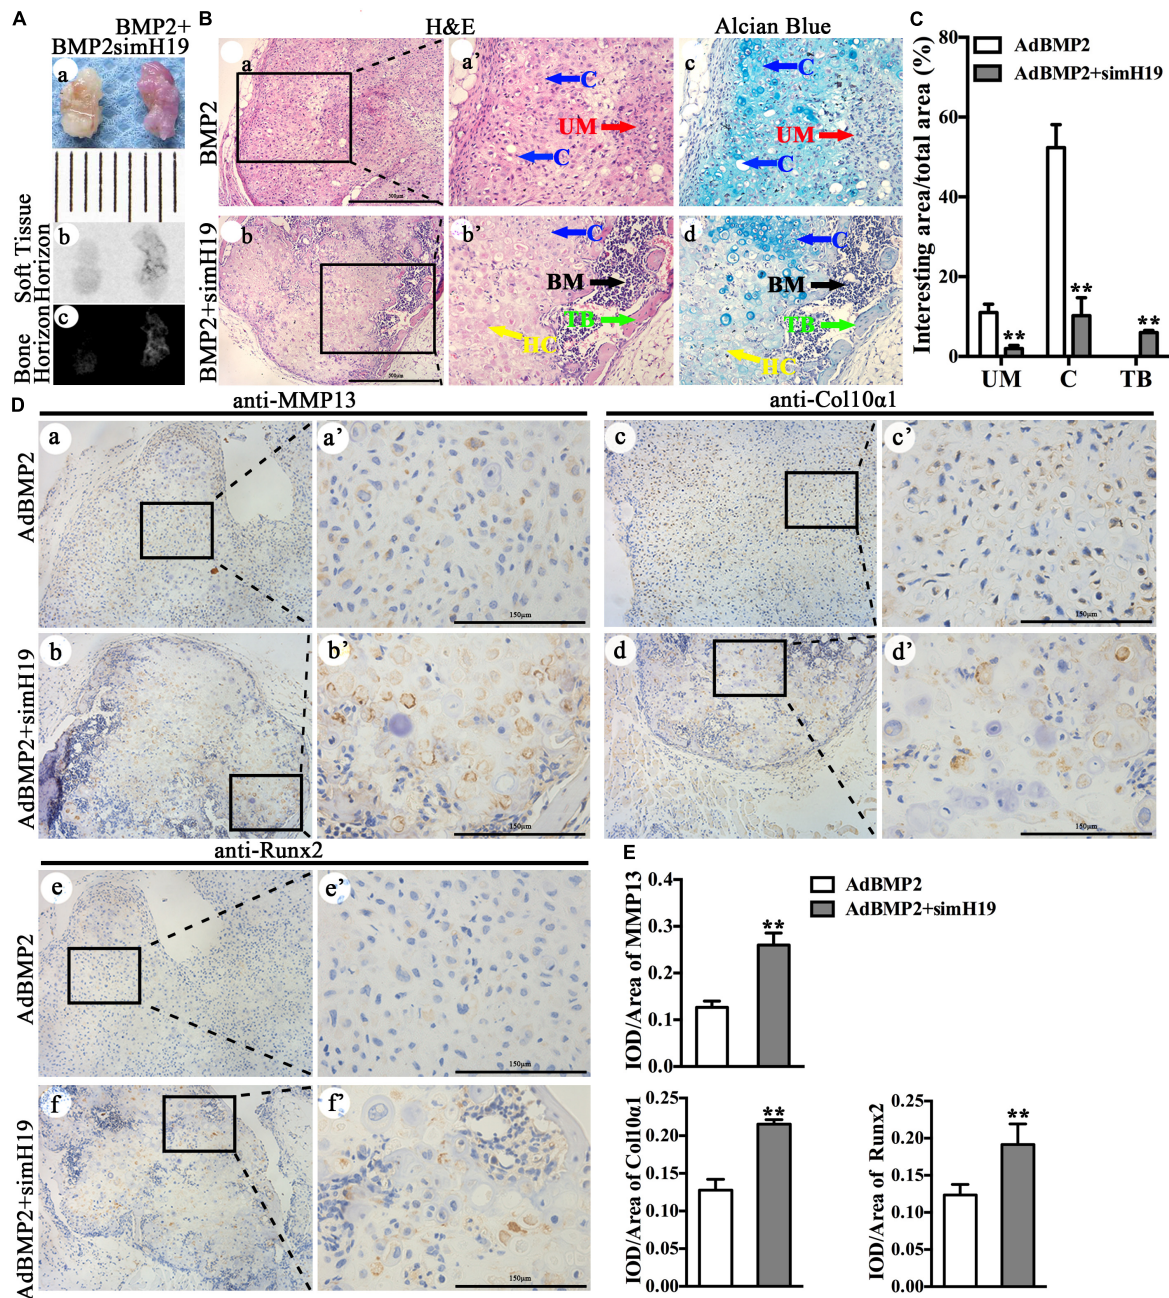 A
BMP2+
BMP2simH19
a
b
c
Soft Tissue
Horizon
Bone
Horizon
B
H&E
Alcian Blue
BMP2
a
500μm
a'
C
UM
C
c
C
UM
C
BMP2+simH19
b
500μm
b'
C
BM
TB
HC
d
C
BM
TB
HC
C
AdBMP2
AdBMP2+simH19
Interesting area/total area (%)
80
60
40
20
0
**
**
**
UM C TB
D
anti-MMP13
anti-Col10α1
AdBMP2
a
a'
150μm
c
c'
150μm
AdBMP2+simH19
b
b'
150μm
d
d'
150μm
anti-Runx2
AdBMP2
e
e'
150μm
AdBMP2+simH19
f
f'
150μm
E
AdBMP2
AdBMP2+simH19
IOD/Area of MMP13
0.4
0.3
0.2
0.1
0.0
**
IOD/Area of Col10α1
0.25
0.20
0.15
0.10
0.05
0.00
**
IOD/Area of Runx2
0.25
0.20
0.15
0.10
0.05
0.00
**